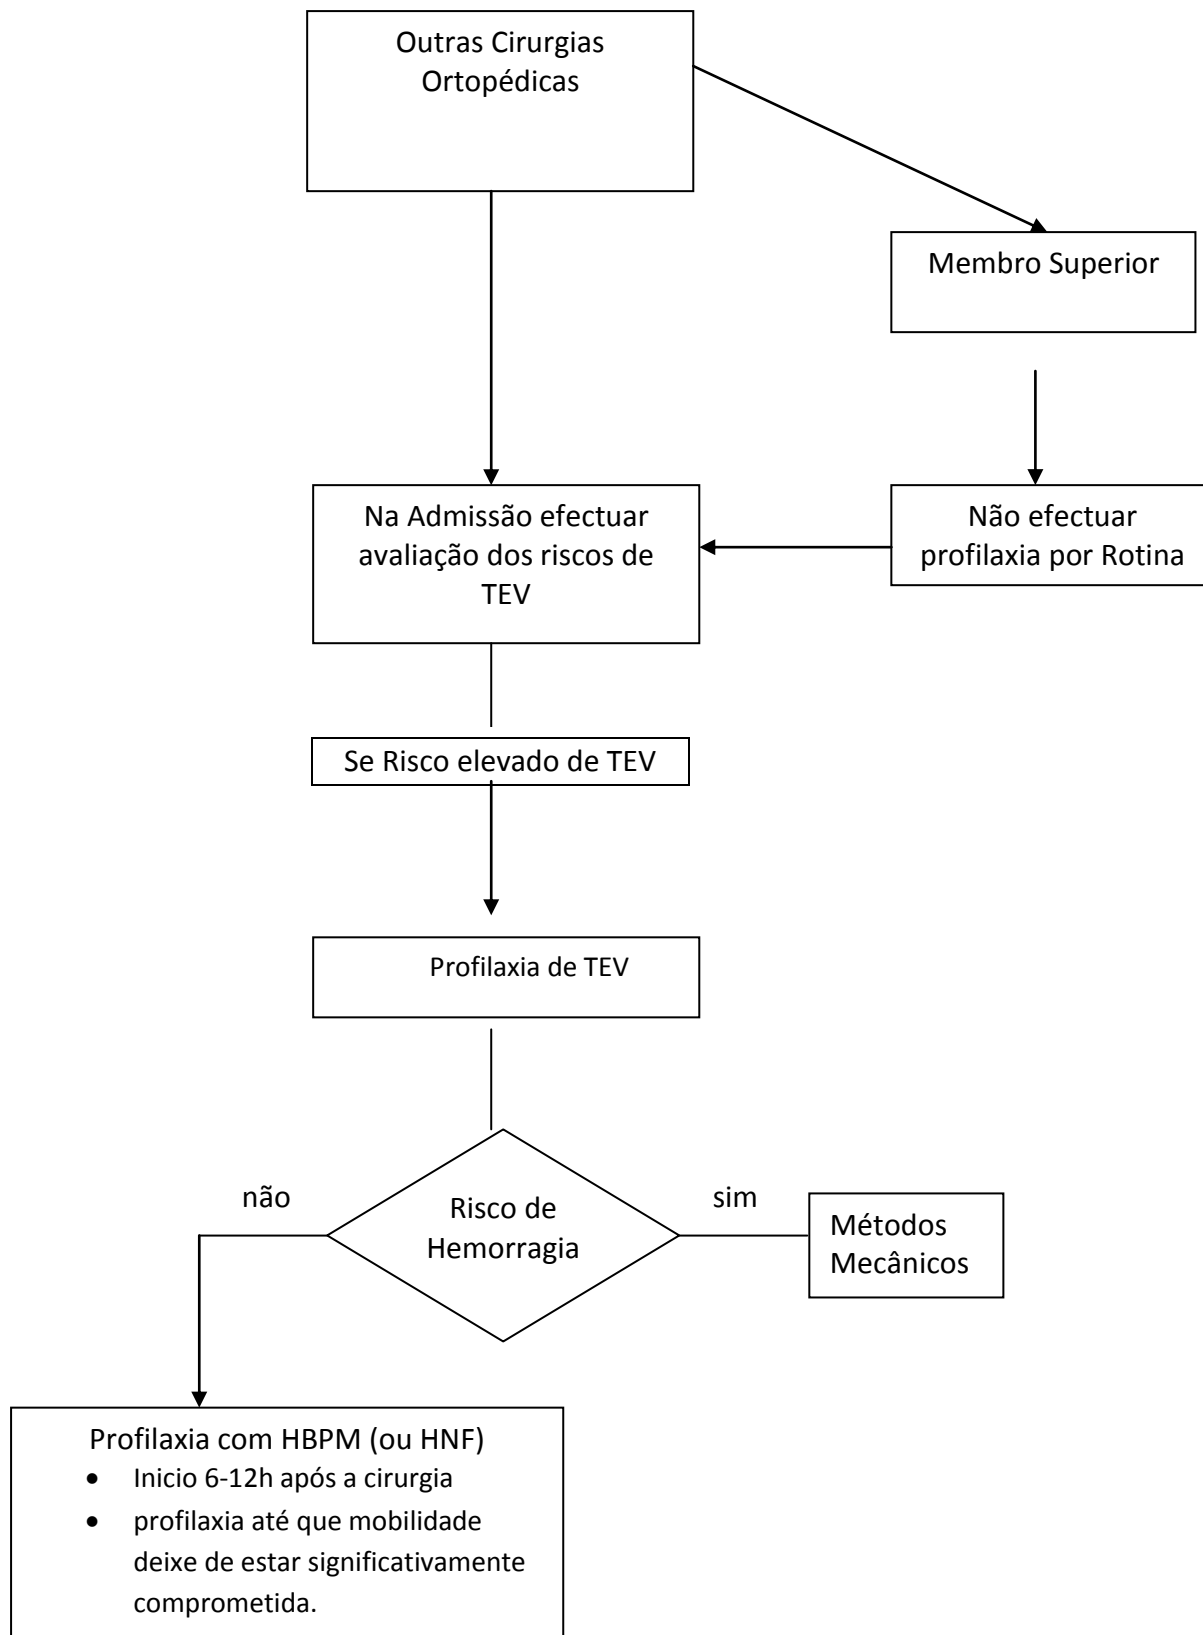 Outras Cirurgias
Ortopédicas
Membro Superior
Na Admissão efectuar
avaliação dos riscos de
TEV
Não efectuar
profilaxia por Rotina
Se Risco elevado de TEV
Profilaxia de TEV
não
Risco de
Hemorragia
sim
Métodos
Mecânicos
Profilaxia com HBPM (ou HNF)
• Inicio 6-12h após a cirurgia
• profilaxia até que mobilidade
deixe de estar significativamente
comprometida.